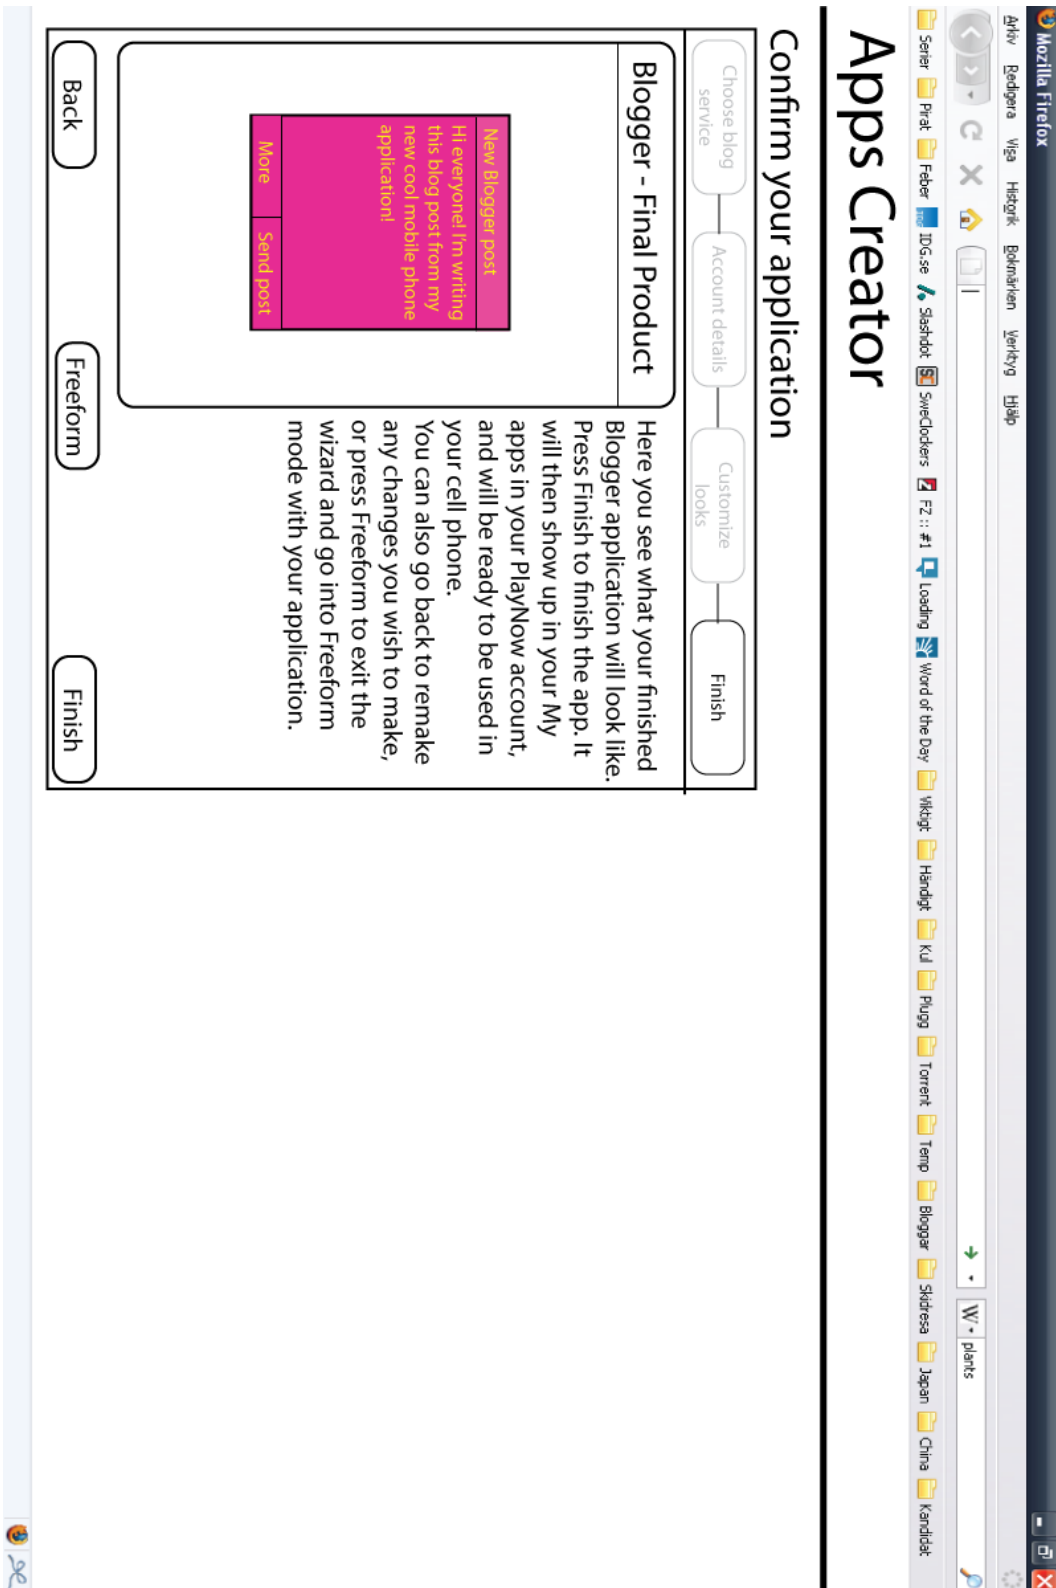 Mozilla Firefox
Arkiv Redigera Visa Historik Bokmärken Verktyg Hjälp
W plants
Serier Pirat Feber IDG.se Slashdot SweClockers FZ :: #1 Loading Word of the Day Viktigt Händigt Kul Plugg Torrent Temp Bloggar Skidresa Japan China Kandidat
Apps Creator
Confirm your application
Choose blog
service
Account details
Customize
looks
Finish
Blogger - Final Product
New Blogger post
Hi everyone! I'm writing
this blog post from my
new cool mobile phone
application!
More Send post
Here you see what your finished
Blogger application will look like.
Press Finish to finish the app. It
will then show up in your My
apps in your PlayNow account,
and will be ready to be used in
your cell phone.
You can also go back to remake
any changes you wish to make,
or press Freeform to exit the
wizard and go into Freeform
mode with your application.
Back Freeform Finish